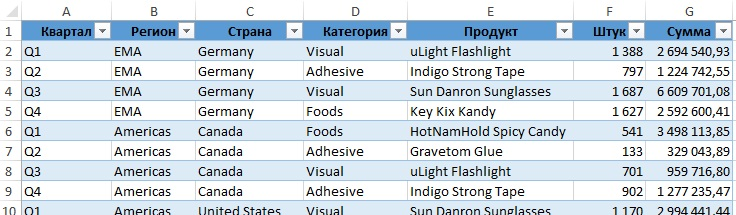 A B C D E F G
1 Квартал Регион Страна Категория Продукт Штук Сумма
2 Q1 EMA Germany Visual uLight Flashlight 1 388 2 694 540,93
3 Q2 EMA Germany Adhesive Indigo Strong Tape 797 1 224 742,55
4 Q3 EMA Germany Visual Sun Danron Sunglasses 1 687 6 609 701,08
5 Q4 EMA Germany Foods Key Kix Kandy 1 627 2 592 600,41
6 Q1 Americas Canada Foods HotNamHold Spicy Candy 541 3 498 113,85
7 Q2 Americas Canada Adhesive Gravetom Glue 133 329 043,89
8 Q3 Americas Canada Visual uLight Flashlight 701 959 716,80
9 Q4 Americas Canada Adhesive Indigo Strong Tape 902 1 277 235,47
10 Q1 Americas United States Visual Sun Danron Sunglasses 1 170 2 994 441,44